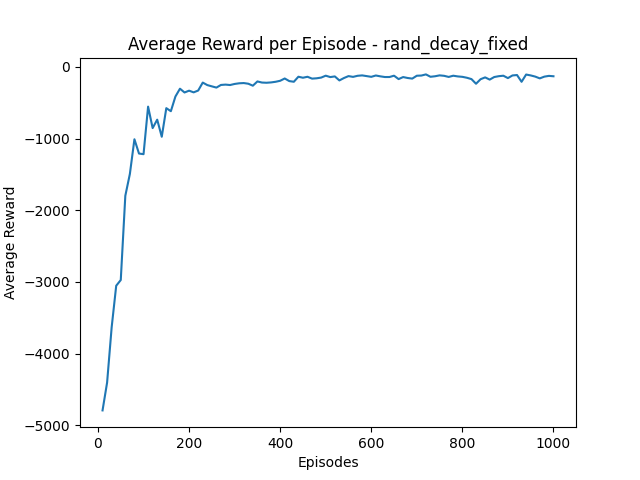 Average Reward per Episode - rand_decay_fixed
Average Reward
0
−1000
−2000
−3000
−4000
−5000
0 200 400 600 800 1000
Episodes